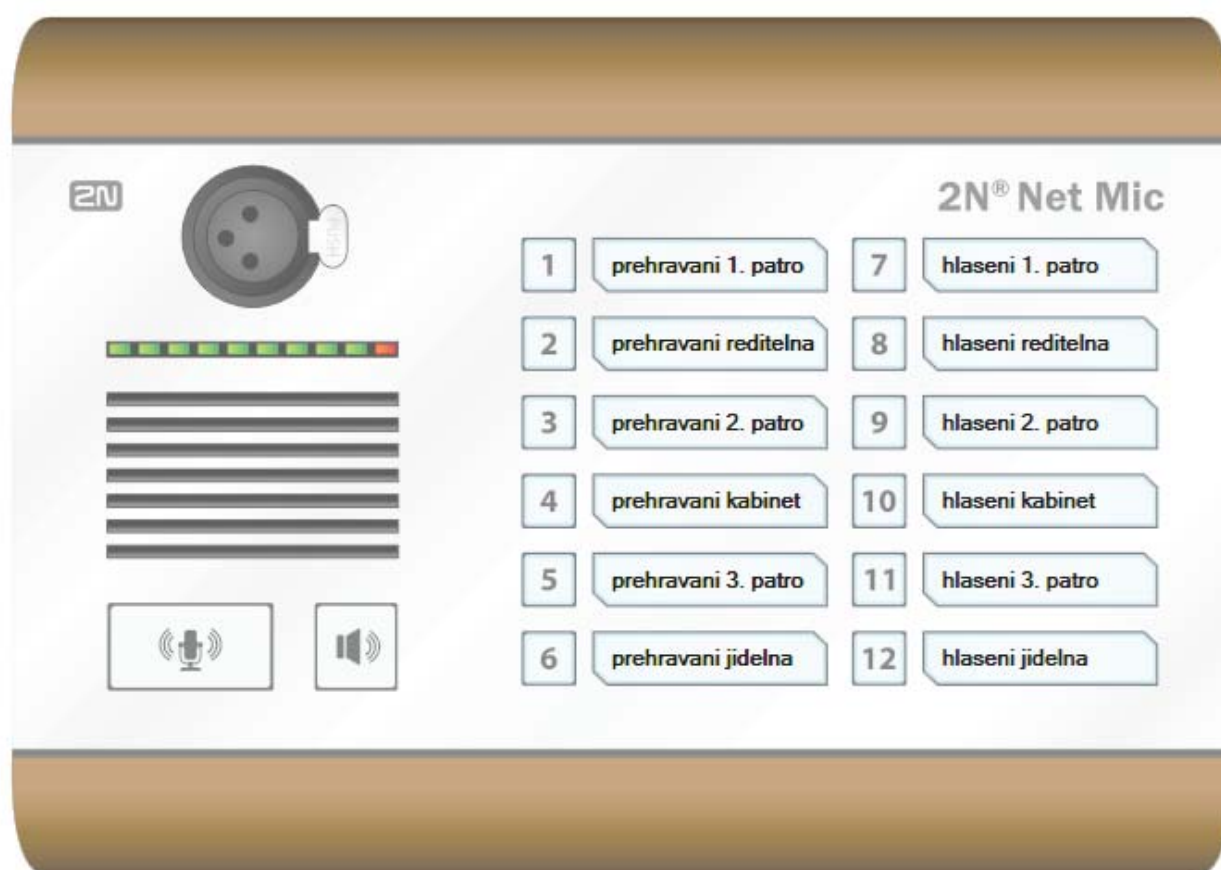 2N
2N® Net Mic
PUSH
1 prehravani 1. patro
7 hlaseni 1. patro
2 prehravani reditelna
8 hlaseni reditelna
3 prehravani 2. patro
9 hlaseni 2. patro
4 prehravani kabinet
10 hlaseni kabinet
5 prehravani 3. patro
11 hlaseni 3. patro
6 prehravani jidelna
12 hlaseni jidelna